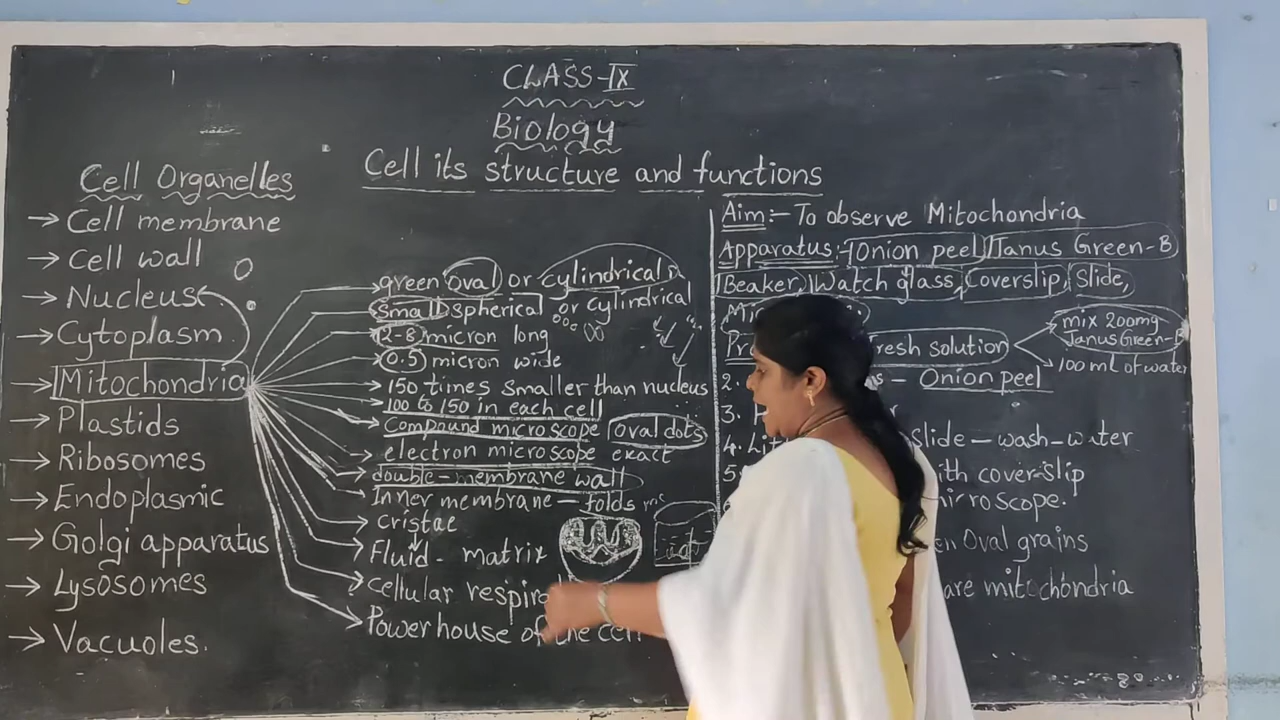 CLASS-IX
Biology
Cell its structure and functions
Cell Organelles
→ Cell membrane
→ Cell wall
→ Nucleus
→ Cytoplasm
→ Mitochondria
→ Plastids
→ Ribosomes
→ Endoplasmic
→ Golgi apparatus
→ Lysosomes
→ Vacuoles.
green oval or cylindrical
Small spherical or cylindrical
2-8 micron long
0.5 micron wide
150 times smaller than nucleus
100 to 150 in each cell
Compound microscope oval dots
electron microscope exact
double-membrane wall
Inner membrane - folds
cristae
Fluid - matrix
cellular respir
Power house of the cell
Aim:- To observe Mitochondria
Apparatus:- Onion peel, Janus Green-B
Beaker, Watch glass, Coverslip, Slide,
Mi
Pr fresh solution
mix 200mg
Janus Green-B
100 mL of water
2. s - Onion peel
3.
4. slide - wash - water
5. ith cover-slip
microscope.
en Oval grains
are mitochondria